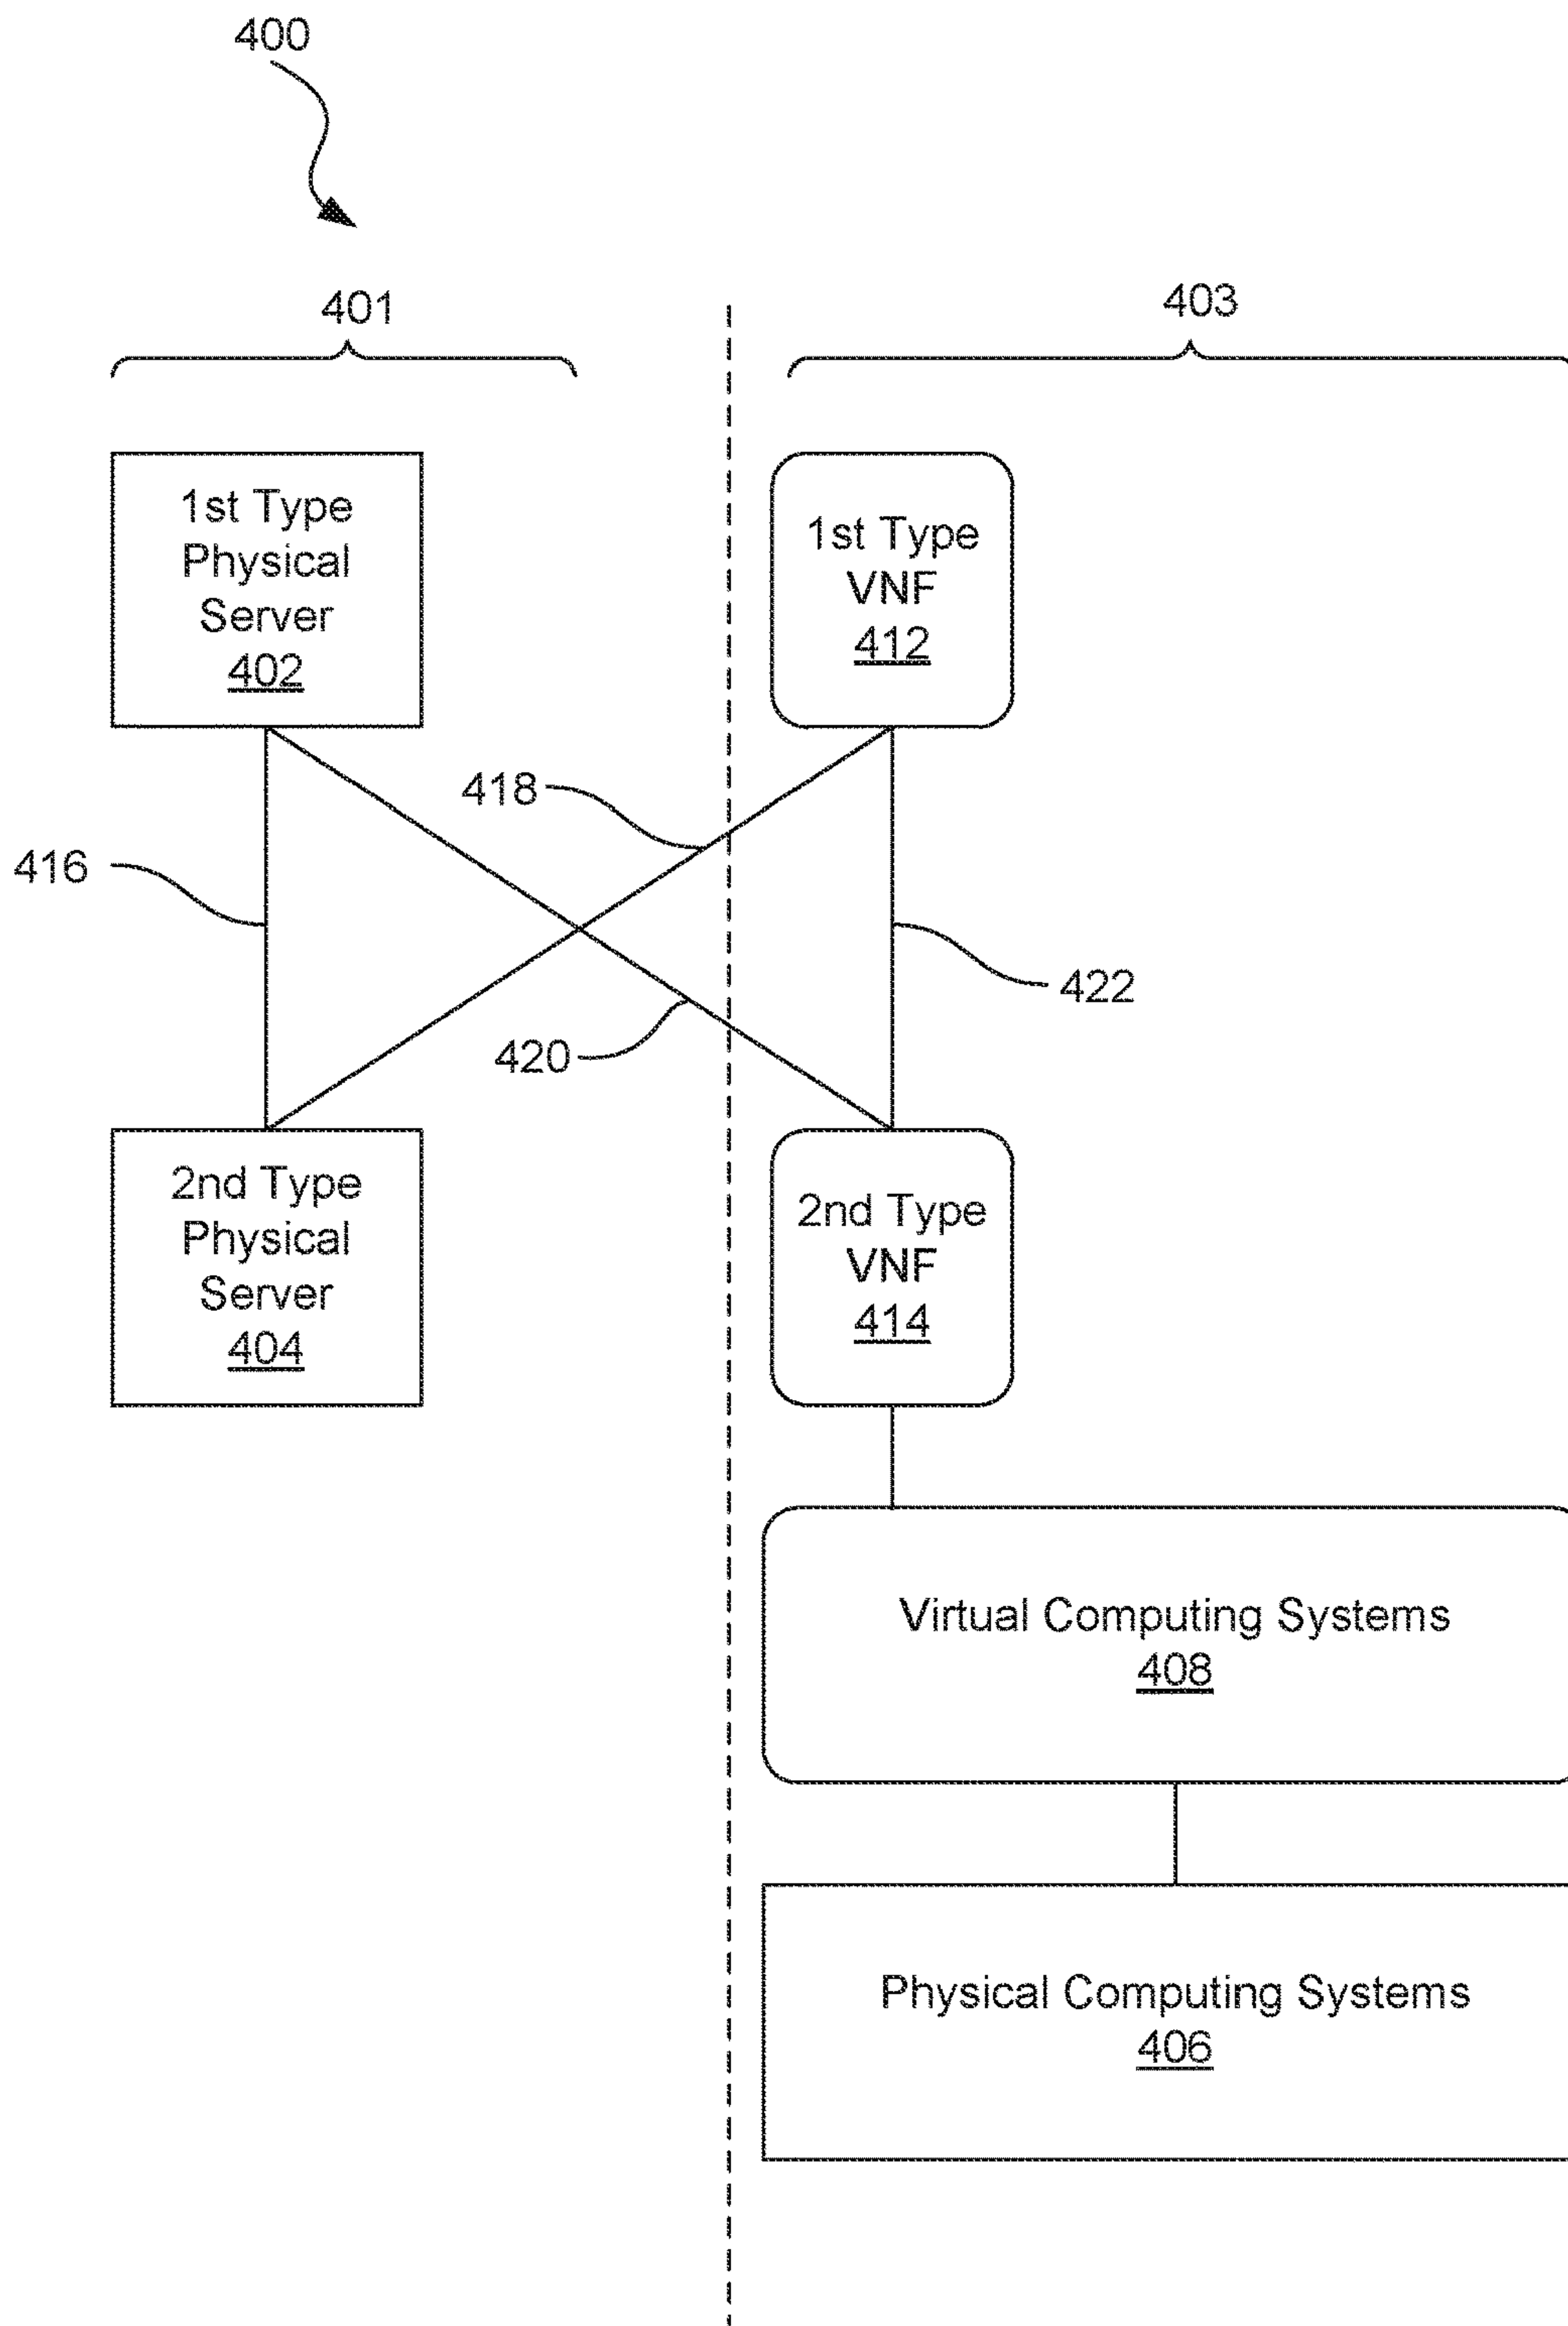 400
401
403
1st Type
Physical
Server
402
1st Type
VNF
412
418
416
422
420
2nd Type
Physical
Server
404
2nd Type
VNF
414
Virtual Computing Systems
408
Physical Computing Systems
406